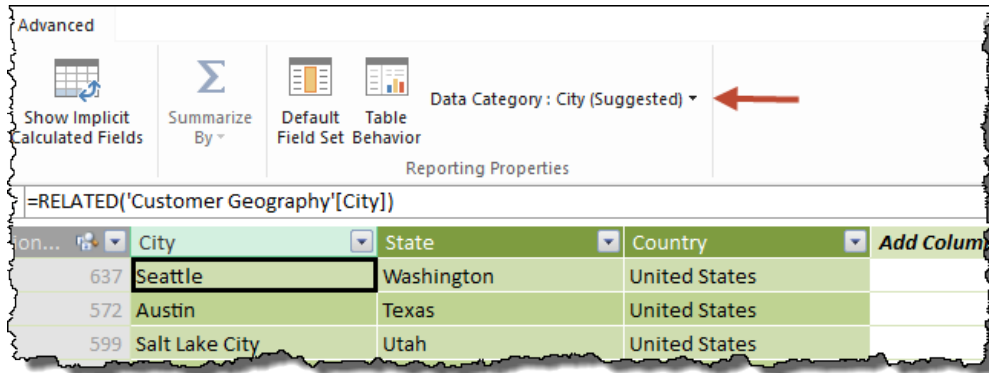 Advanced
Show Implicit Calculated Fields
Summarize By
Default Field Set
Table Behavior
Data Category : City (Suggested)
Reporting Properties
=RELATED('Customer Geography'[City])
ion... City State Country Add Colum
637 Seattle Washington United States
572 Austin Texas United States
599 Salt Lake City Utah United States